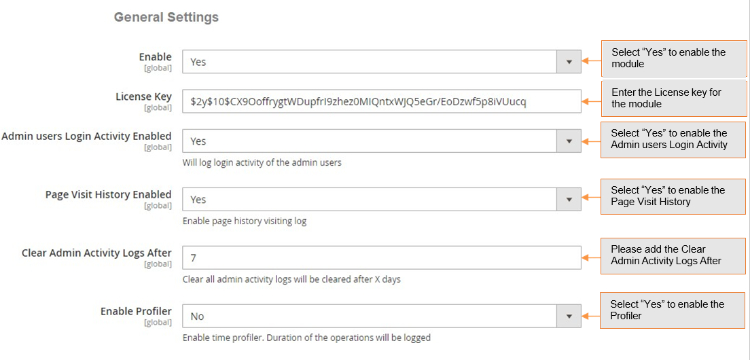 General Settings
Enable
[global]
Yes
Select "Yes" to enable the
module
License Key
[global]
$2y$10$CX9OoffrygtWDupfrI9zhez0MIQntxWJQ5eGr/EoDzwf5p8iVUucq
Enter the License key for
the module
Admin users Login Activity Enabled
[global]
Yes
Will log login activity of the admin users
Select "Yes" to enable the
Admin users Login Activity
Page Visit History Enabled
[global]
Yes
Enable page history visiting log
Select "Yes" to enable the
Page Visit History
Clear Admin Activity Logs After
[global]
7
Clear all admin activity logs will be cleared after X days
Please add the Clear
Admin Activity Logs After
Enable Profiler
[global]
No
Enable time profiler. Duration of the operations will be logged
Select "Yes" to enable the
Profiler